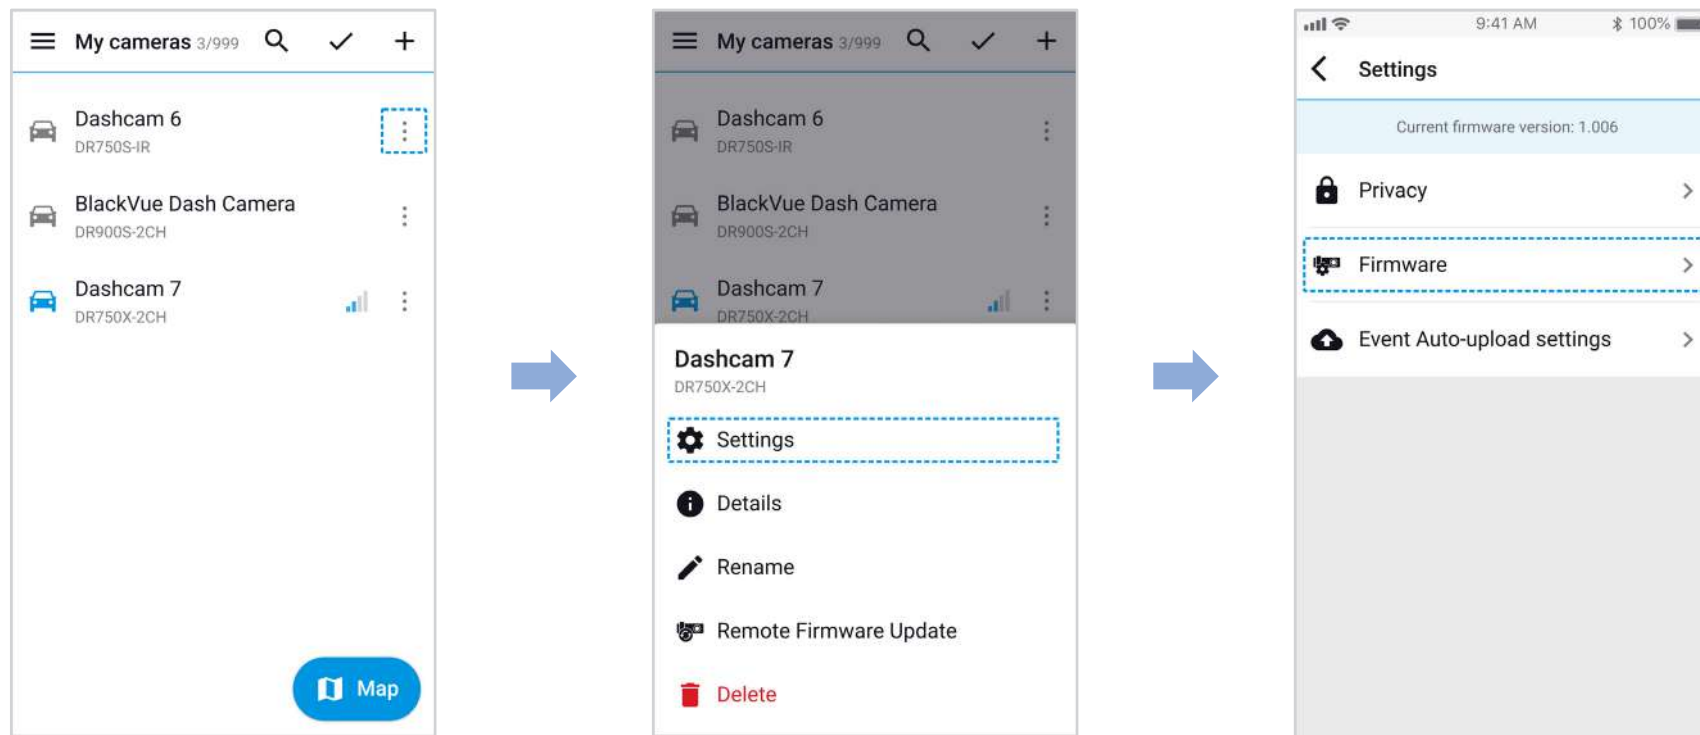 My cameras 3/999
Dashcam 6
DR750S-IR
BlackVue Dash Camera
DR900S-2CH
Dashcam 7
DR750X-2CH
Map
My cameras 3/999
Dashcam 6
DR750S-IR
BlackVue Dash Camera
DR900S-2CH
Dashcam 7
DR750X-2CH
Dashcam 7
DR750X-2CH
Settings
Details
Rename
Remote Firmware Update
Delete
9:41 AM 100%
Settings
Current firmware version: 1.006
Privacy
Firmware
Event Auto-upload settings